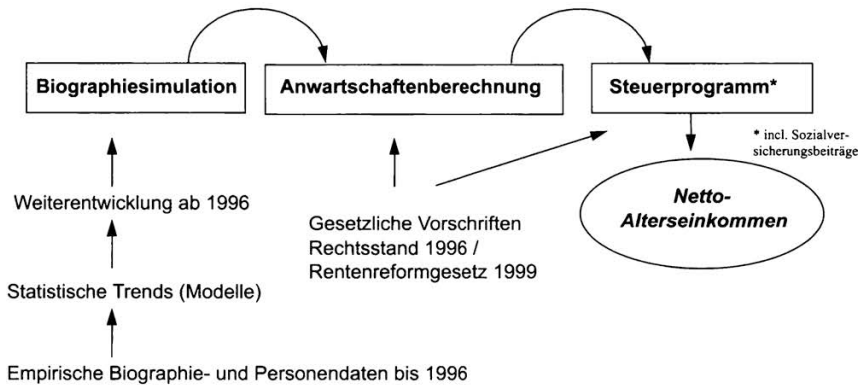 Biographiesimulation
Anwartschaftenberechnung
Steuerprogramm*
* incl. Sozialver-
sicherungsbeiträge
Weiterentwicklung ab 1996
Gesetzliche Vorschriften
Rechtsstand 1996 /
Rentenreformgesetz 1999
Netto-
Alterseinkommen
Statistische Trends (Modelle)
Empirische Biographie- und Personendaten bis 1996